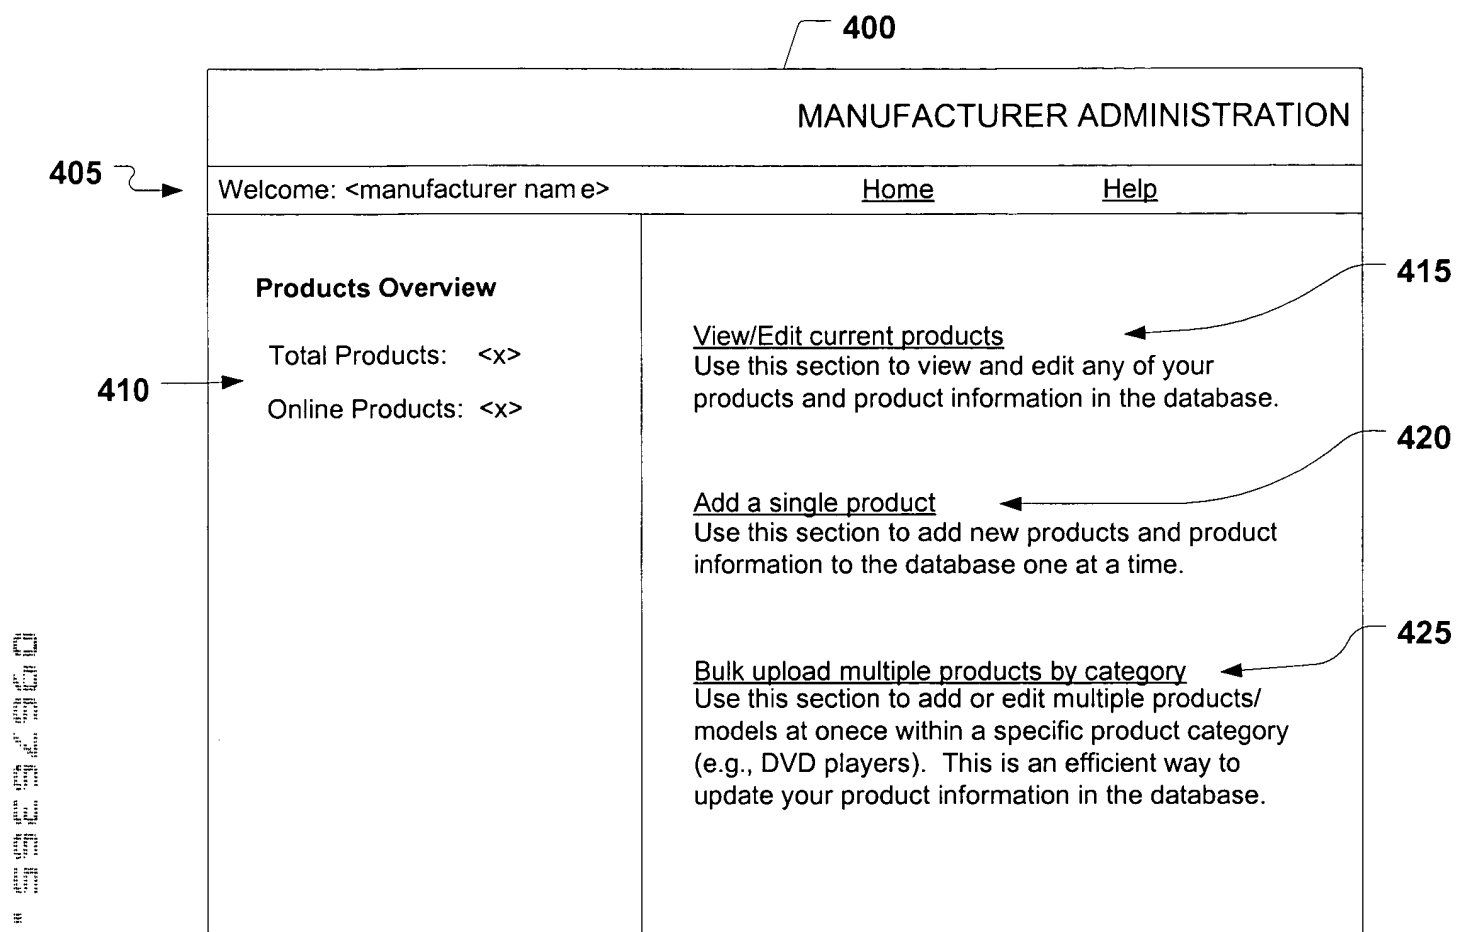 400
MANUFACTURER ADMINISTRATION
405
Welcome: <manufacturer name> Home Help
Products Overview
Total Products: <x>
410
Online Products: <x>
415
View/Edit current products
Use this section to view and edit any of your
products and product information in the database.
420
Add a single product
Use this section to add new products and product
information to the database one at a time.
425
Bulk upload multiple products by category
Use this section to add or edit multiple products/
models at onece within a specific product category
(e.g., DVD players). This is an efficient way to
update your product information in the database.